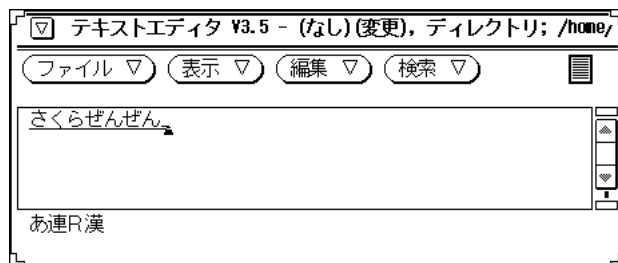 テキストエディタ V3.5 - (なし)(変更), ディレクトリ; /home/
ファイル ▽ 表示 ▽ 編集 ▽ 検索 ▽
さくらぜんぜん
あ連R漢